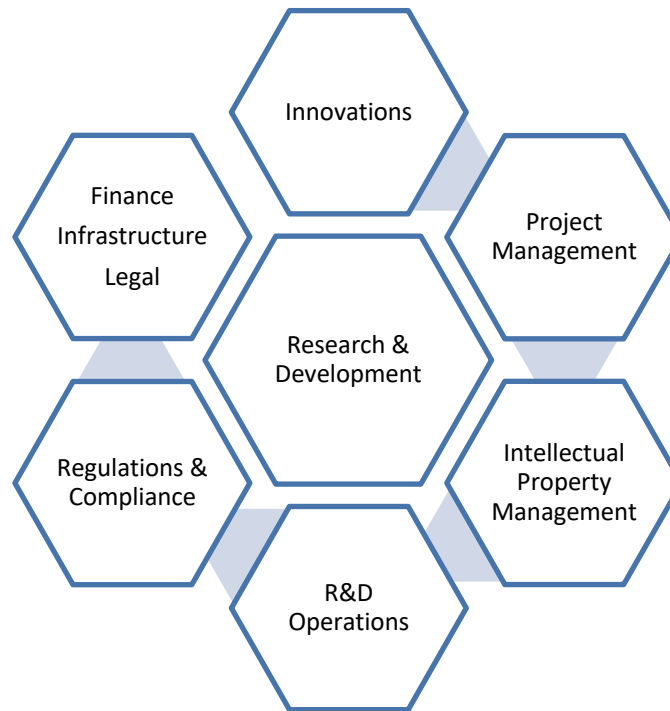 Innovations
Finance
Infrastructure
Legal
Project
Management
Research &
Development
Regulations &
Compliance
Intellectual
Property
Management
R&D
Operations